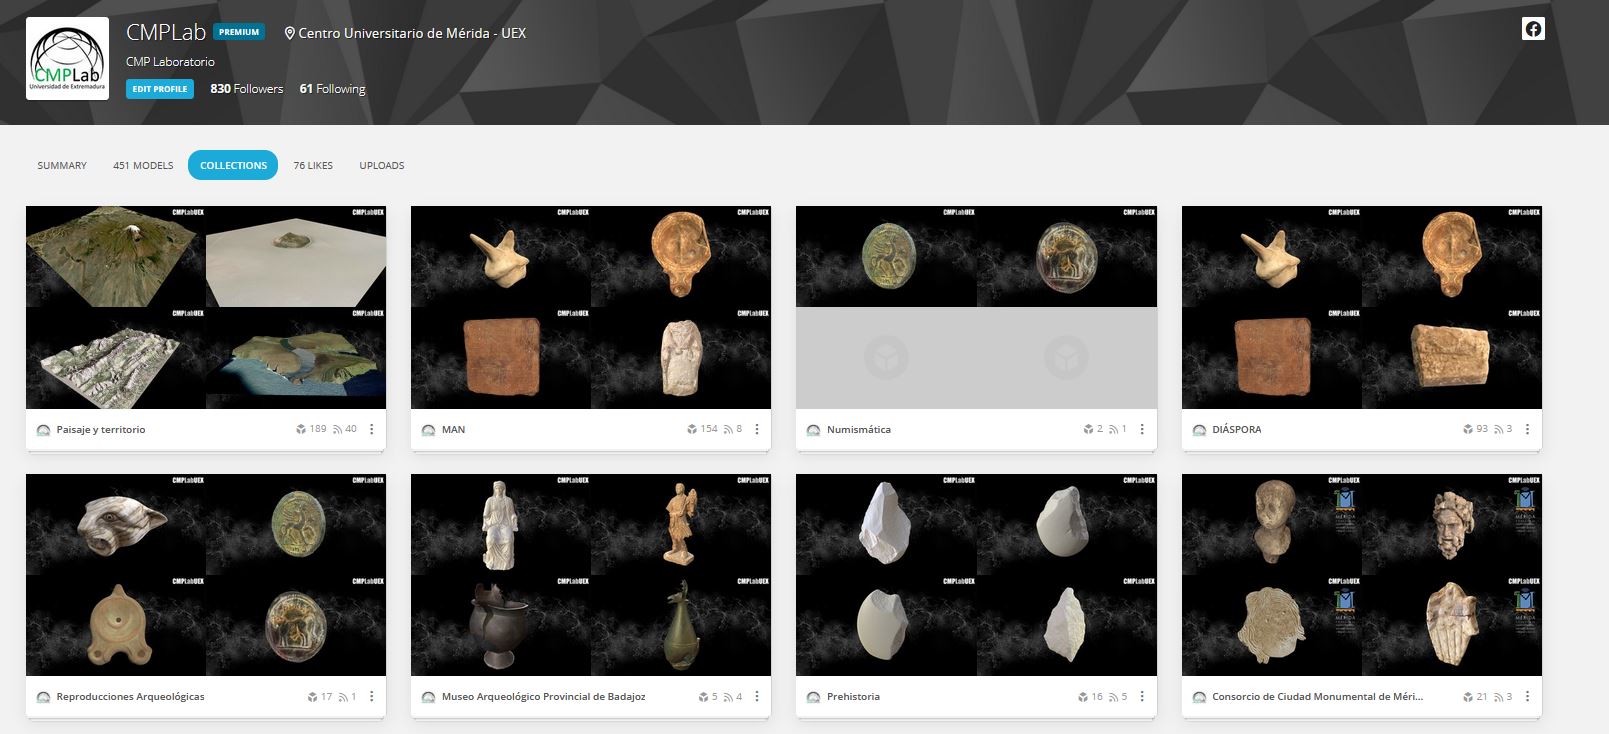 CMPLab PREMIUM Centro Universitario de Mérida - UEX
CMP Laboratorio
EDIT PROFILE 830 Followers 61 Following
CMPLab
Universidad de Extremadura
SUMMARY 451 MODELS COLLECTIONS 76 LIKES UPLOADS
CMPLabUEX CMPLabUEX CMPLabUEX CMPLabUEX CMPLabUEX CMPLabUEX CMPLabUEX CMPLabUEX
CMPLabUEX CMPLabUEX CMPLabUEX CMPLabUEX CMPLabUEX CMPLabUEX
Paisaje y territorio 189 40
MAN 154 8
Numismática 2 1
DIÁSPORA 93 3
CMPLabUEX CMPLabUEX CMPLabUEX CMPLabUEX CMPLabUEX CMPLabUEX CMPLabUEX CMPLabUEX
MÉRIDA MÉRIDA
CMPLabUEX CMPLabUEX CMPLabUEX CMPLabUEX CMPLabUEX CMPLabUEX CMPLabUEX CMPLabUEX
MÉRIDA MÉRIDA
Reproducciones Arqueológicas 17 1
Museo Arqueológico Provincial de Badajoz 5 4
Prehistoria 16 5
Consorcio de Ciudad Monumental de Méri... 21 3